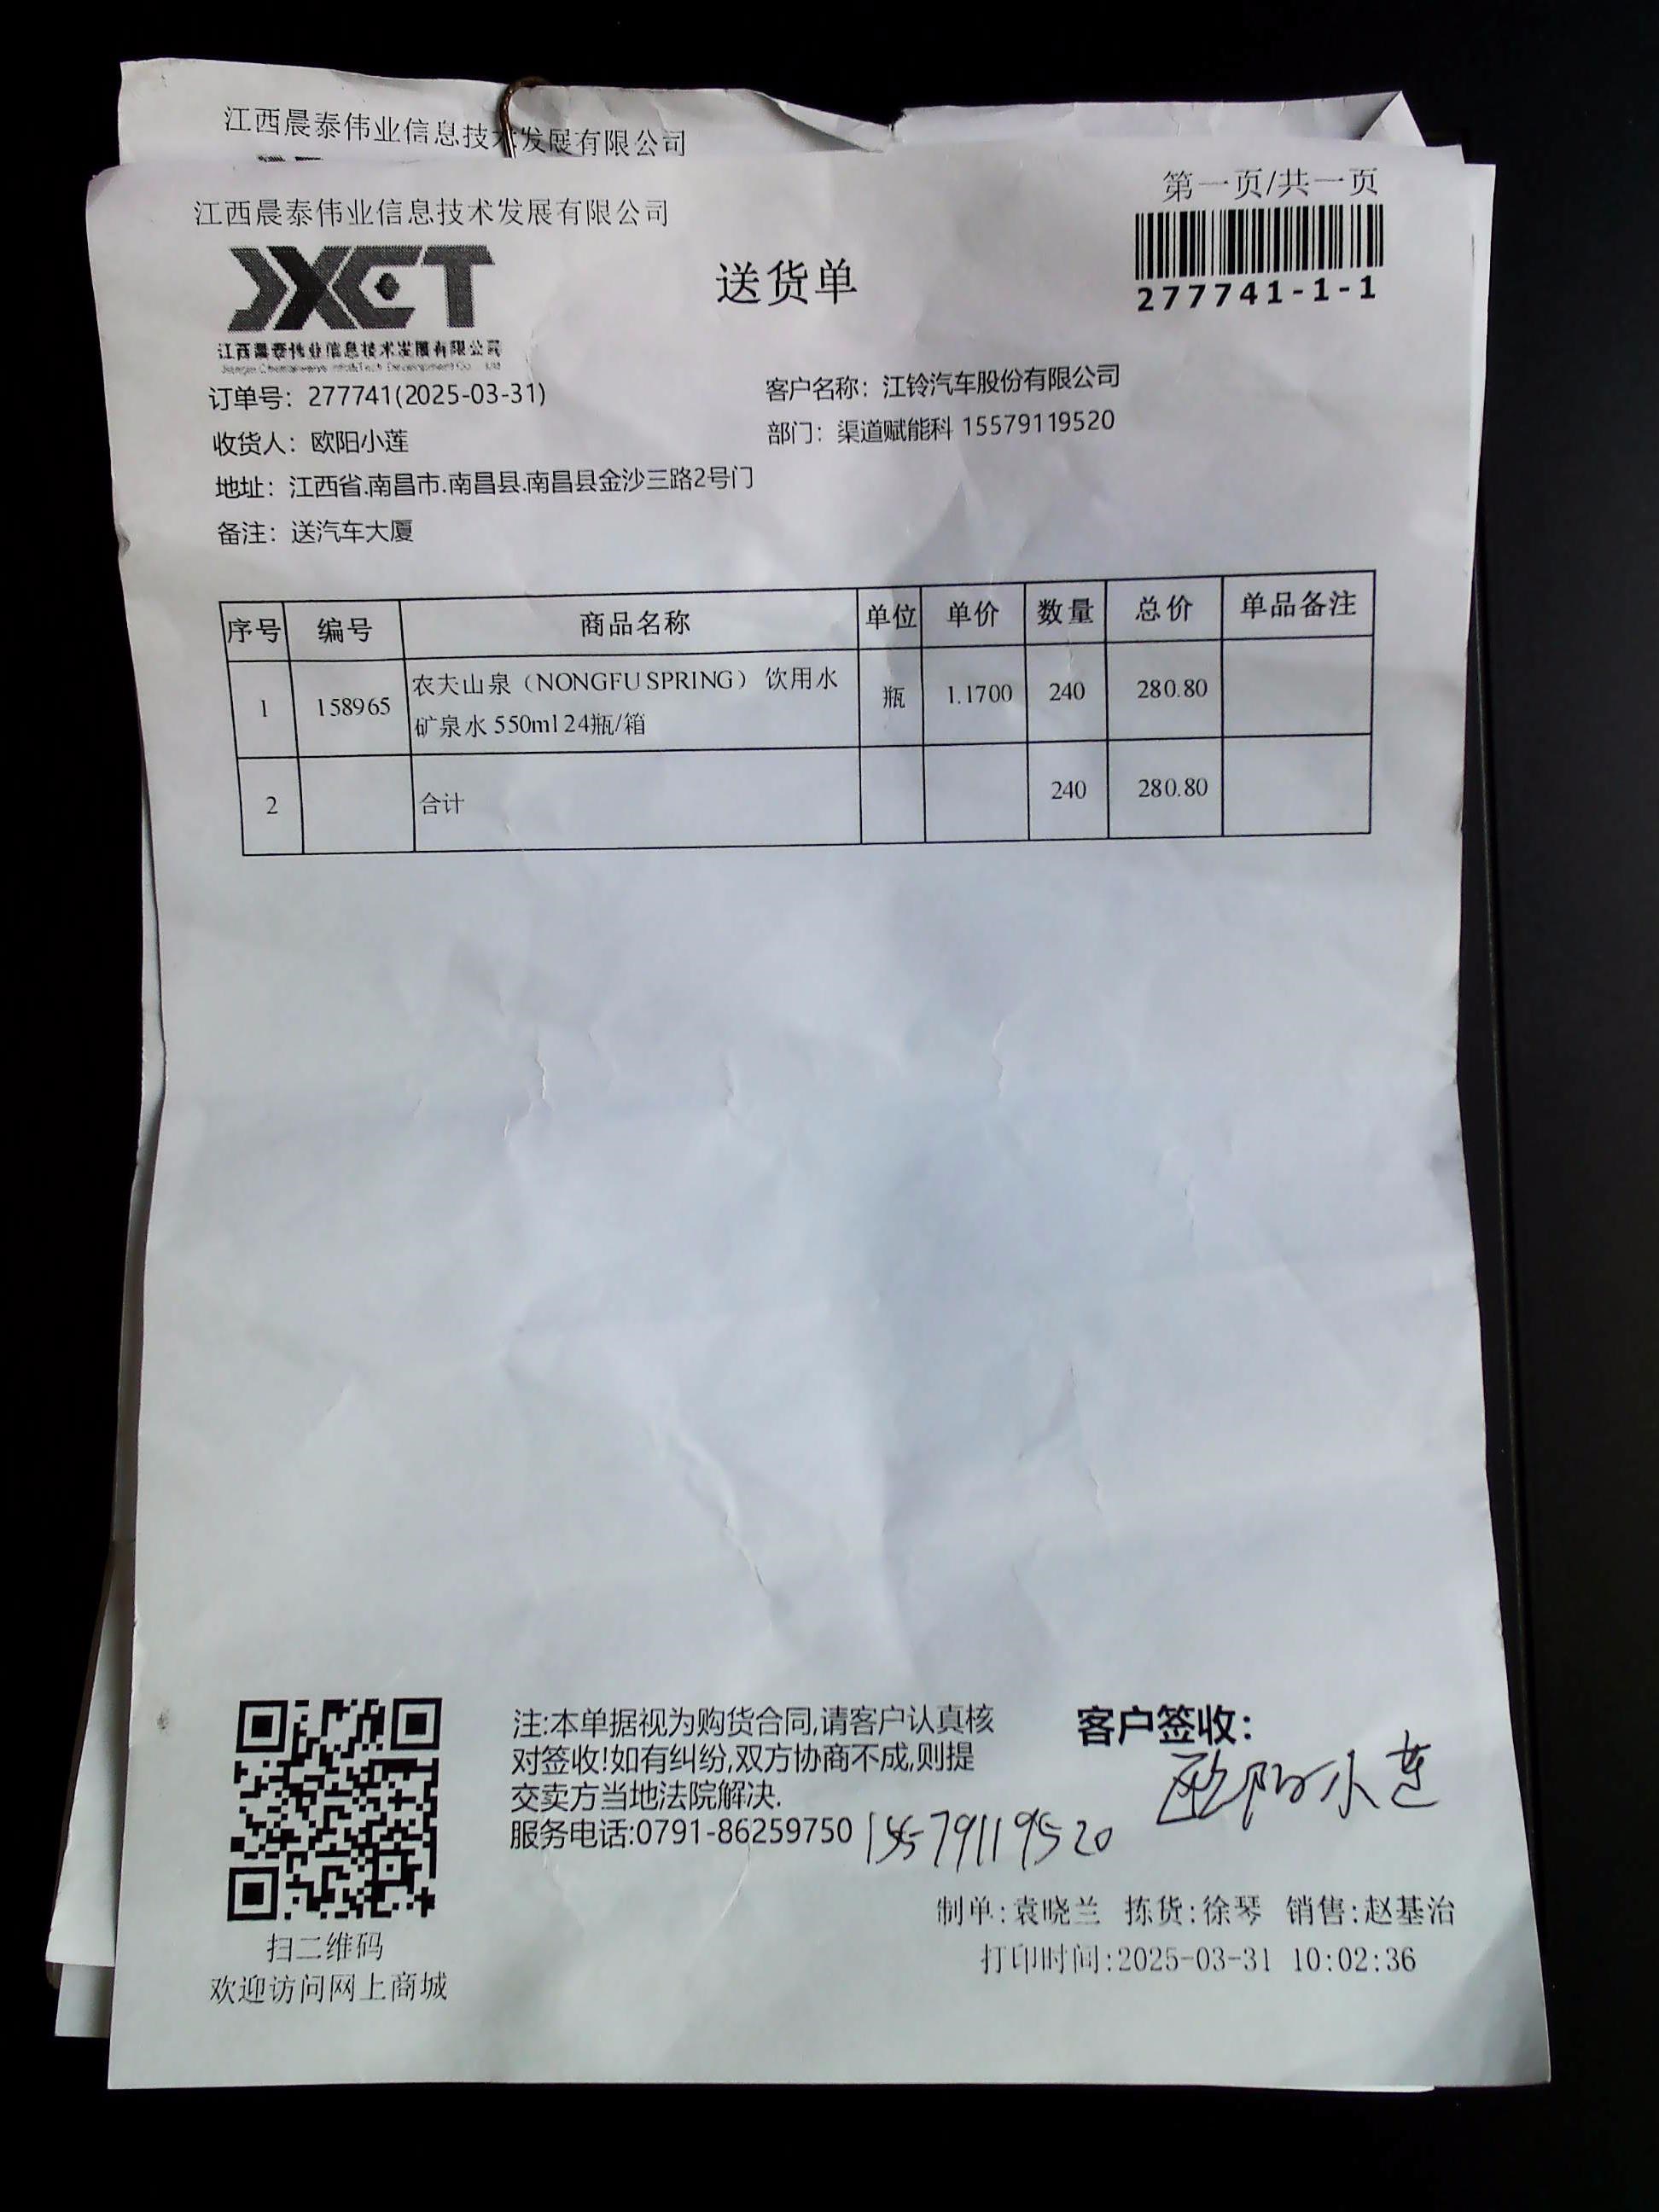 江西晨泰伟业信息技术发展有限公司
第一页/共一页
江西晨泰伟业信息技术发展有限公司
277741-1-1
JXCT
送货单
江西晨泰伟业信息技术发展有限公司
订单号：277741(2025-03-31)
客户名称：江铃汽车股份有限公司
收货人：欧阳小莲
部门：渠道赋能科 15579119520
地址：江西省.南昌市.南昌县.南昌县金沙三路2号门
备注：送汽车大厦
序号 编号 商品名称 单位 单价 数量 总价 单品备注
1 158965 农夫山泉（NONGFU SPRING） 饮用水 瓶 1.1700 240 280.80
矿泉水 550ml 24瓶/箱
2 合计 240 280.80
注:本单据视为购货合同,请客户认真核
对签收!如有纠纷,双方协商不成,则提
交卖方当地法院解决.
服务电话:0791-86259750 15579119520
客户签收：
欧阳小莲
制单:袁晓兰 拣货:徐琴 销售:赵基治
打印时间:2025-03-31 10:02:36
扫二维码
欢迎访问网上商城